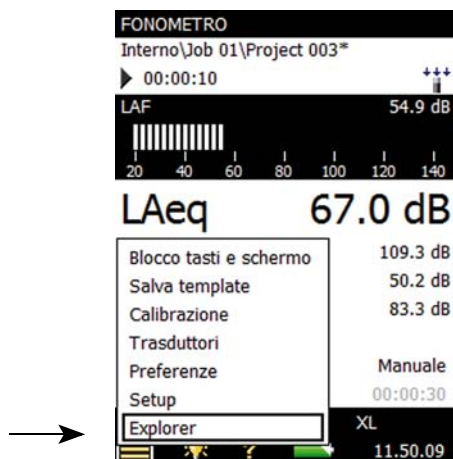 FONOMETRO
Interno\Job 01\Project 003*
00:00:10
LAF 54.9 dB
20 40 60 80 100 120 140
LAeq 67.0 dB
109.3 dB
50.2 dB
83.3 dB
Manuale
00:00:30
Blocco tasti e schermo
Salva template
Calibrazione
Trasduttori
Preferenze
Setup
Explorer
XL
? 11.50.09